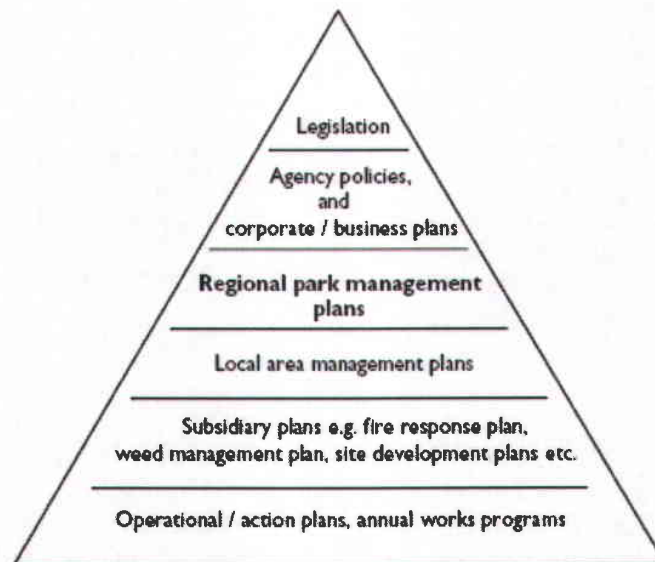 Legislation
Agency policies,
and
corporate / business plans
Regional park management
plans
Local area management plans
Subsidiary plans e.g. fire response plan,
weed management plan, site development plans etc.
Operational / action plans, annual works programs